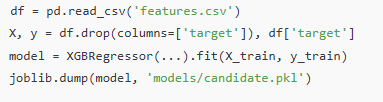 df = pd.read_csv('features.csv')
X, y = df.drop(columns=['target']), df['target']
model = XGBRegressor(...).fit(X_train, y_train)
joblib.dump(model, 'models/candidate.pkl')